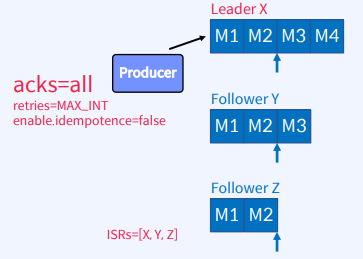 Leader X
M1 M2 M3 M4
Producer
acks=all
retries=MAX_INT
enable.idempotence=false
Follower Y
M1 M2 M3
Follower Z
M1 M2
ISRs=[X, Y, Z]